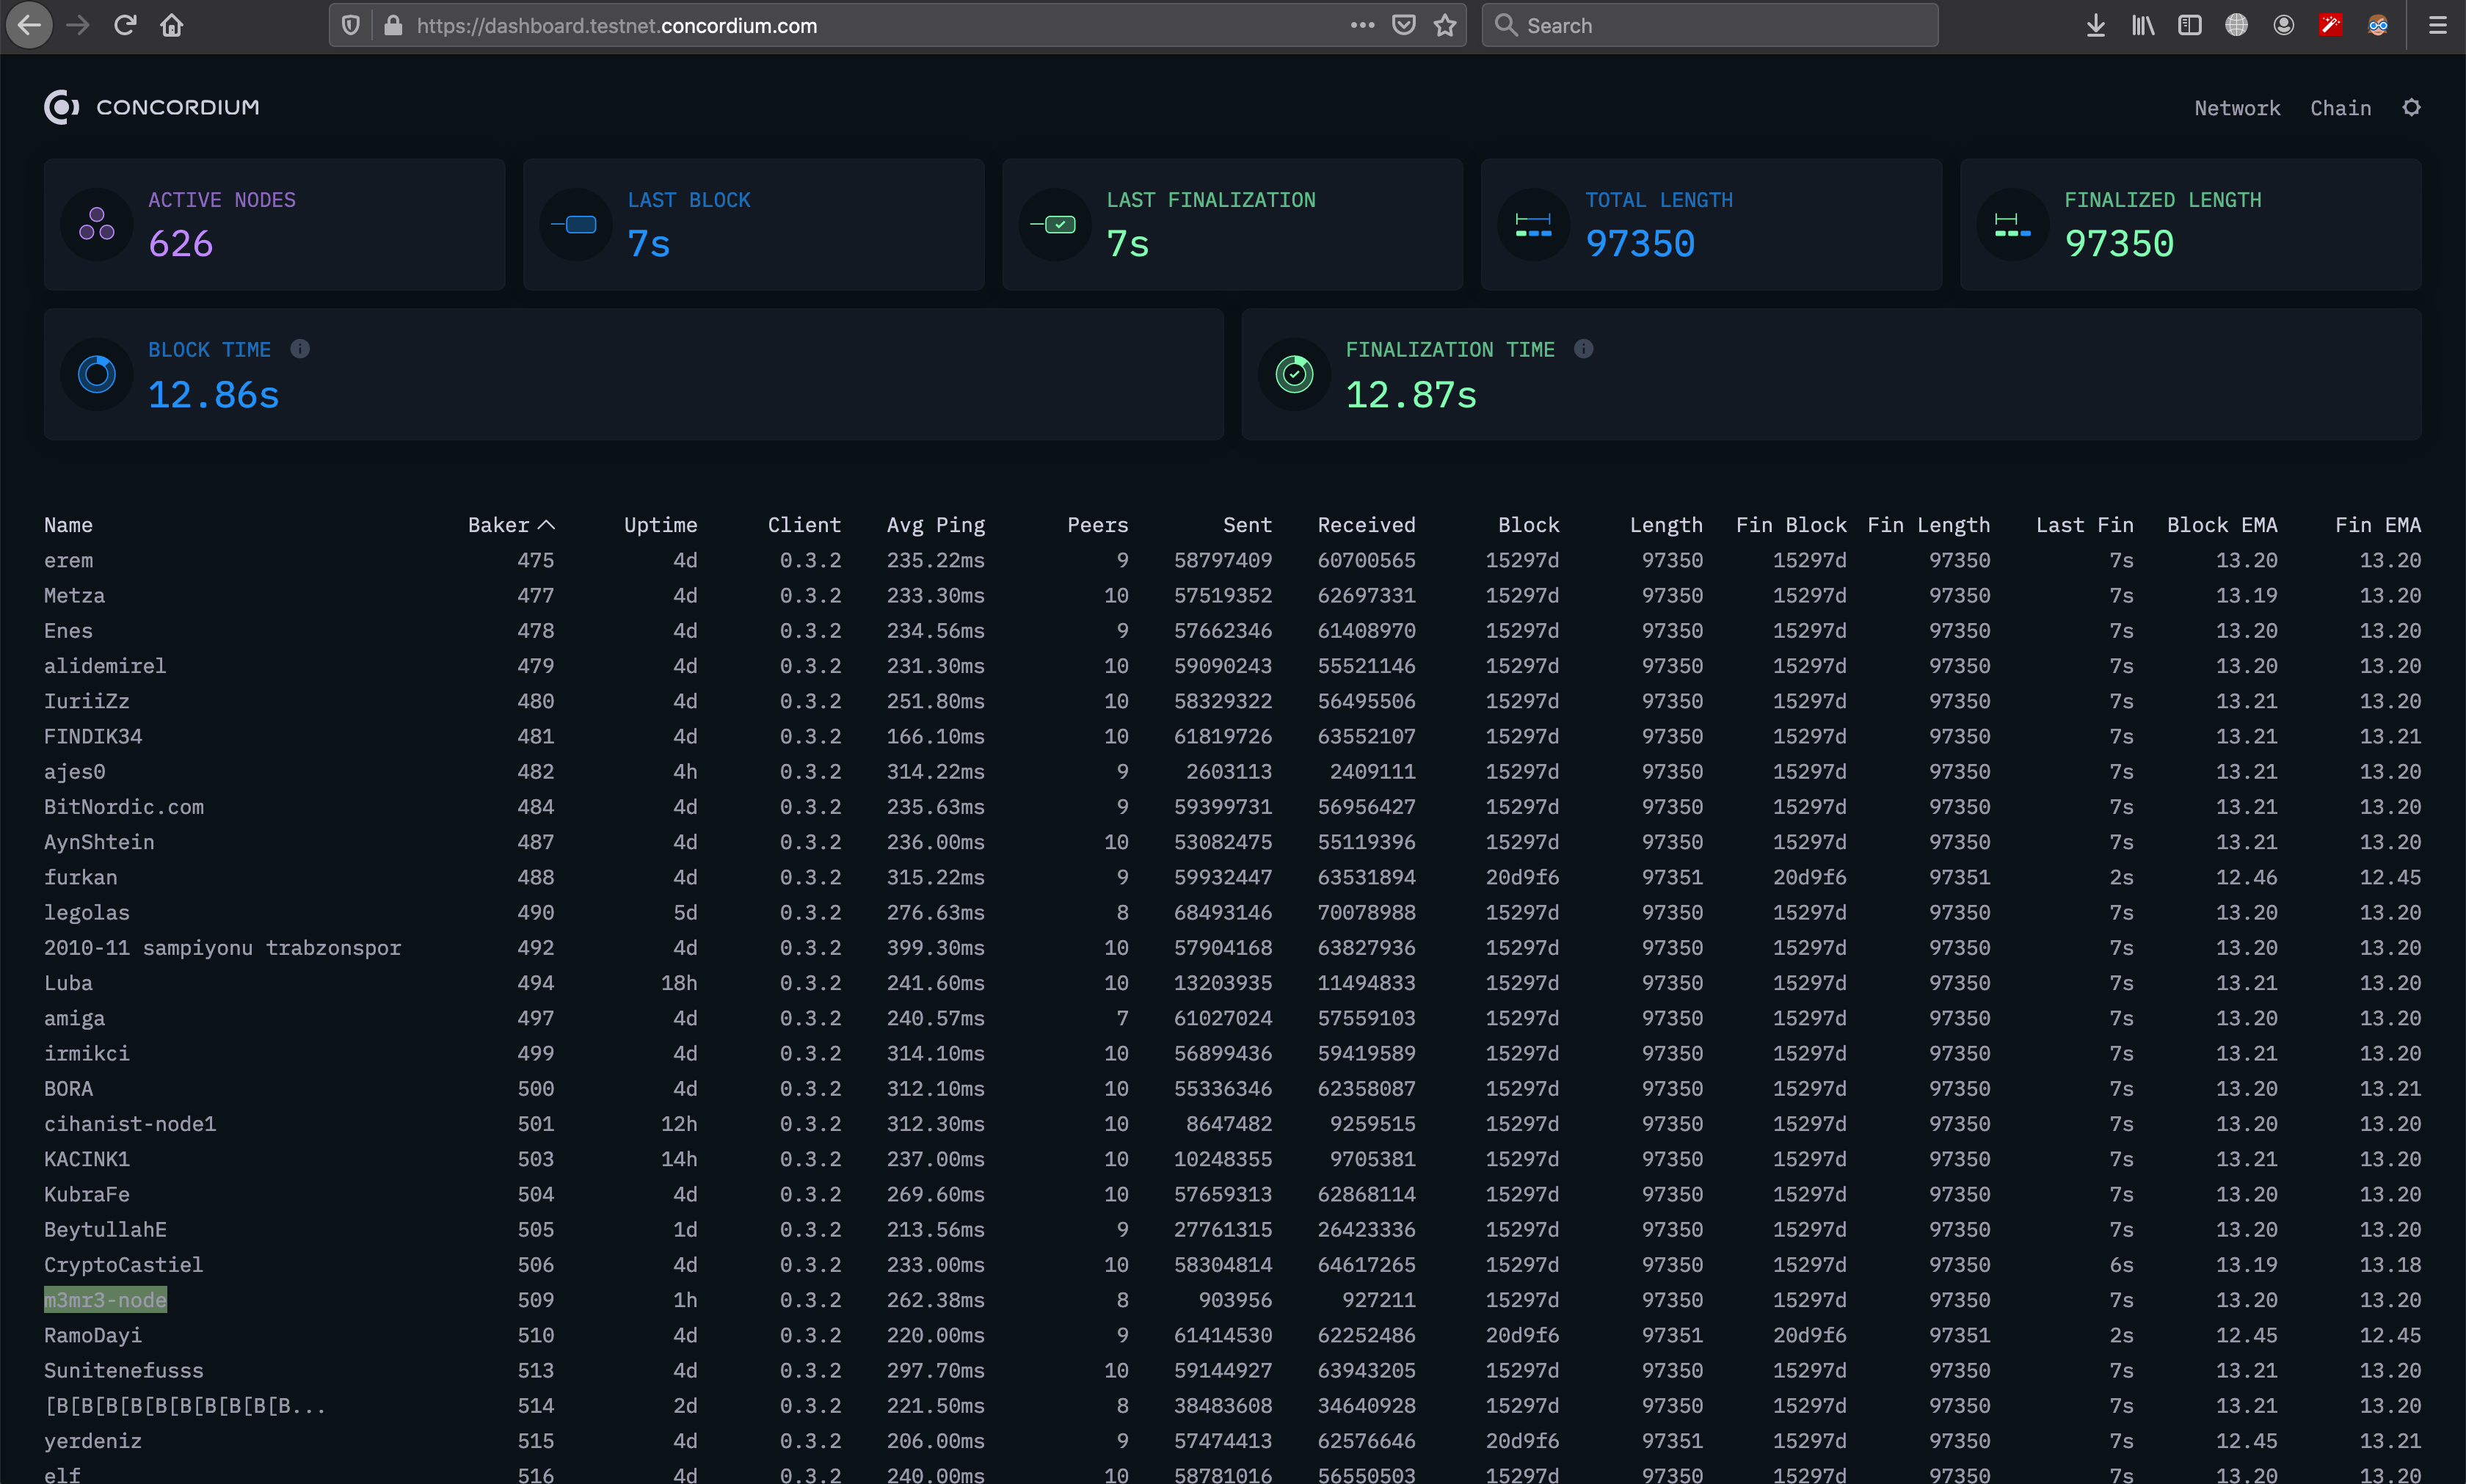 https://dashboard.testnet.concordium.com
Search
CONCORDIUM
Network Chain
ACTIVE NODES
626
LAST BLOCK
7s
LAST FINALIZATION
7s
TOTAL LENGTH
97350
FINALIZED LENGTH
97350
BLOCK TIME
12.86s
FINALIZATION TIME
12.87s
Name Baker Uptime Client Avg Ping Peers Sent Received Block Length Fin Block Fin Length Last Fin Block EMA Fin EMA
erem 475 4d 0.3.2 235.22ms 9 58797409 60700565 15297d 97350 15297d 97350 7s 13.20 13.20
Metza 477 4d 0.3.2 233.30ms 10 57519352 62697331 15297d 97350 15297d 97350 7s 13.19 13.20
Enes 478 4d 0.3.2 234.56ms 9 57662346 61408970 15297d 97350 15297d 97350 7s 13.20 13.20
alidemirel 479 4d 0.3.2 231.30ms 10 59090243 55521146 15297d 97350 15297d 97350 7s 13.20 13.20
IuriiZz 480 4d 0.3.2 251.80ms 10 58329322 56495506 15297d 97350 15297d 97350 7s 13.21 13.20
FINDIK34 481 4d 0.3.2 166.10ms 10 61819726 63552107 15297d 97350 15297d 97350 7s 13.21 13.21
ajes0 482 4h 0.3.2 314.22ms 9 2603113 2409111 15297d 97350 15297d 97350 7s 13.21 13.20
BitNordic.com 484 4d 0.3.2 235.63ms 9 59399731 56956427 15297d 97350 15297d 97350 7s 13.21 13.20
AynShtein 487 4d 0.3.2 236.00ms 10 53082475 55119396 15297d 97350 15297d 97350 7s 13.21 13.20
furkan 488 4d 0.3.2 315.22ms 9 59932447 63531894 20d9f6 97351 20d9f6 97351 2s 12.46 12.45
legolas 490 5d 0.3.2 276.63ms 8 68493146 70078988 15297d 97350 15297d 97350 7s 13.20 13.20
2010-11 sampiyonu trabzonspor 492 4d 0.3.2 399.30ms 10 57904168 63827936 15297d 97350 15297d 97350 7s 13.20 13.20
Luba 494 18h 0.3.2 241.60ms 10 13203935 11494833 15297d 97350 15297d 97350 7s 13.21 13.20
amiga 497 4d 0.3.2 240.57ms 7 61027024 57559103 15297d 97350 15297d 97350 7s 13.20 13.20
irmikci 499 4d 0.3.2 314.10ms 10 56899436 59419589 15297d 97350 15297d 97350 7s 13.21 13.20
BORA 500 4d 0.3.2 312.10ms 10 55336346 62358087 15297d 97350 15297d 97350 7s 13.20 13.21
cihanist-node1 501 12h 0.3.2 312.30ms 10 8647482 9259515 15297d 97350 15297d 97350 7s 13.20 13.20
KACINK1 503 14h 0.3.2 237.00ms 10 10248355 9705381 15297d 97350 15297d 97350 7s 13.21 13.20
KubraFe 504 4d 0.3.2 269.60ms 10 57659313 62868114 15297d 97350 15297d 97350 7s 13.20 13.20
BeytullahE 505 1d 0.3.2 213.56ms 9 27761315 26423336 15297d 97350 15297d 97350 7s 13.20 13.20
CryptoCastiel 506 4d 0.3.2 233.00ms 10 58304814 64617265 15297d 97350 15297d 97350 6s 13.19 13.18
m3mr3-node 509 1h 0.3.2 262.38ms 8 903956 927211 15297d 97350 15297d 97350 7s 13.20 13.20
RamoDayi 510 4d 0.3.2 220.00ms 9 61414530 62252486 20d9f6 97351 20d9f6 97351 2s 12.45 12.45
Sunitenefusss 513 4d 0.3.2 297.70ms 10 59144927 63943205 15297d 97350 15297d 97350 7s 13.21 13.20
[B[B[B[B[B[B[B[B[B[B... 514 2d 0.3.2 221.50ms 8 38483608 34640928 15297d 97350 15297d 97350 7s 13.21 13.20
yerdeniz 515 4d 0.3.2 206.00ms 9 57474413 62576646 20d9f6 97351 15297d 97350 7s 12.45 13.21
elf 516 4d 0.3.2 240.00ms 10 58781016 56550503 15297d 97350 15297d 97350 7s 13.20 13.20